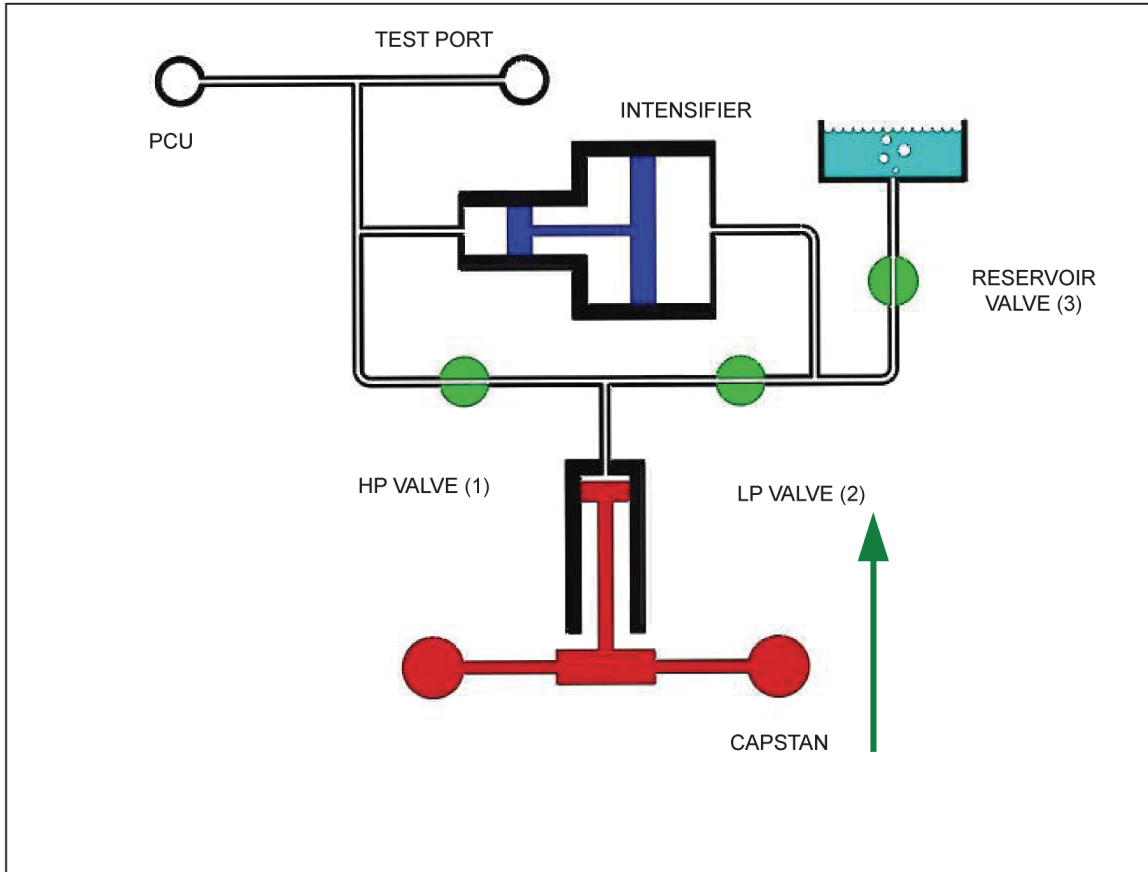 TEST PORT
PCU
INTENSIFIER
RESERVOIR
VALVE (3)
HP VALVE (1)
LP VALVE (2)
CAPSTAN